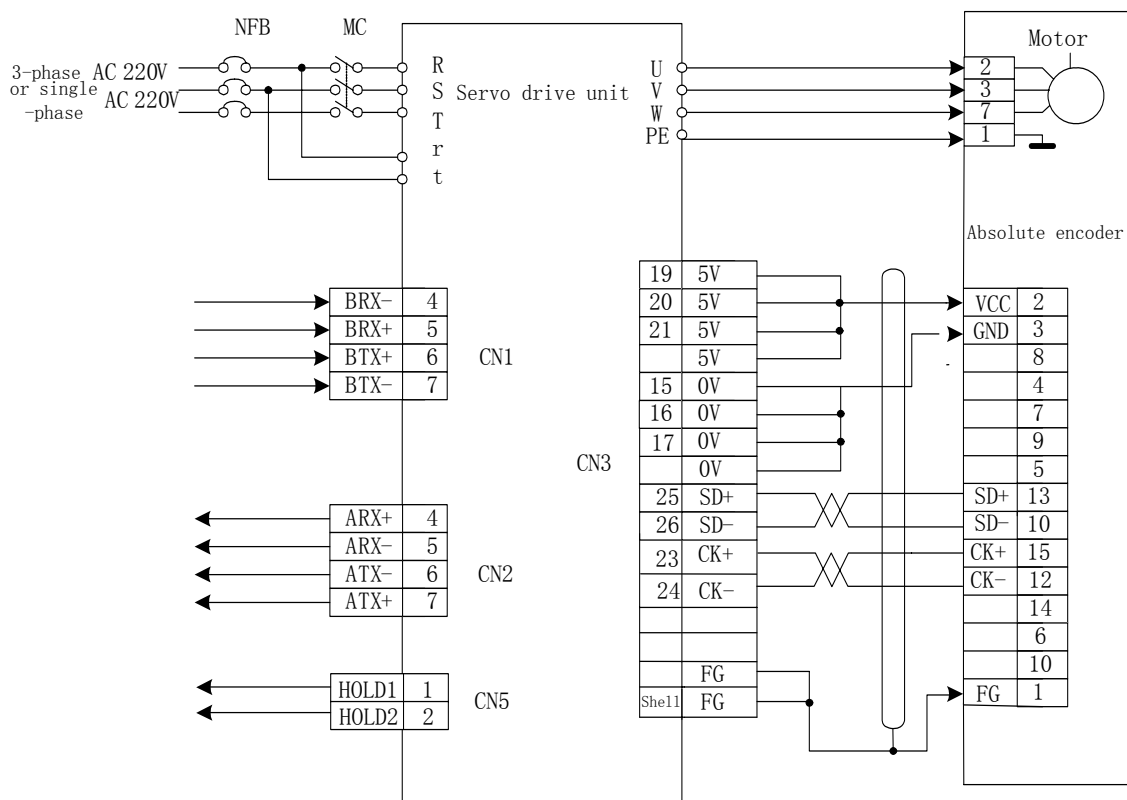 NFB MC
3-phase AC 220V
or single AC 220V
-phase
R
S
T
r
t
Servo drive unit
U
V
W
PE
Motor
2
3
7
1
Absolute encoder
BRX- 4
BRX+ 5
BTX+ 6
BTX- 7
CN1
ARX+ 4
ARX- 5
ATX- 6
ATX+ 7
CN2
HOLD1 1
HOLD2 2
CN5
CN3
19 5V
20 5V
21 5V
5V
15 0V
16 0V
17 0V
0V
25 SD+
26 SD-
23 CK+
24 CK-
FG
Shell FG
VCC 2
GND 3
8
4
7
9
5
SD+ 13
SD- 10
CK+ 15
CK- 12
14
6
10
FG 1